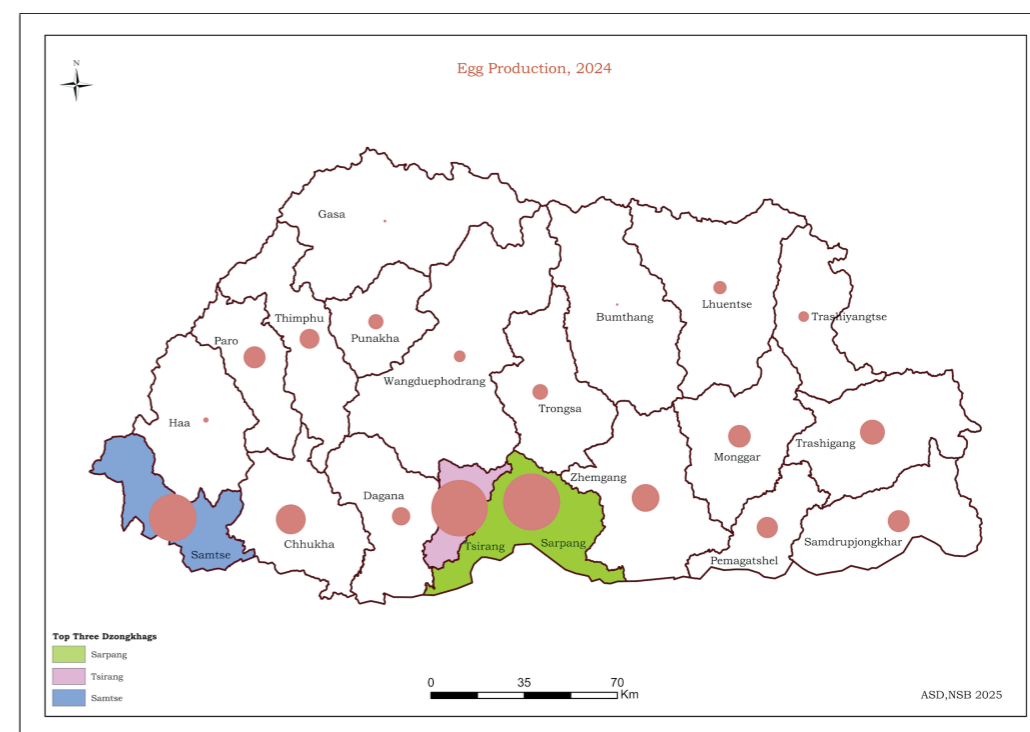 Egg Production, 2024
N
Gasa
Lhuentse
Bumthang
Trashiyangtse
Thimphu
Punakha
Paro
Wangduephodrang
Trongsa
Haa
Trashigang
Monggar
Zhemgang
Dagana
Samdrupjongkhar
Chhukha
Tsirang
Sarpang
Samtse
Pemagatshel
Top Three Dzongkhags
Sarpang
Tsirang
Samtse
0 35 70
Km
ASD,NSB 2025